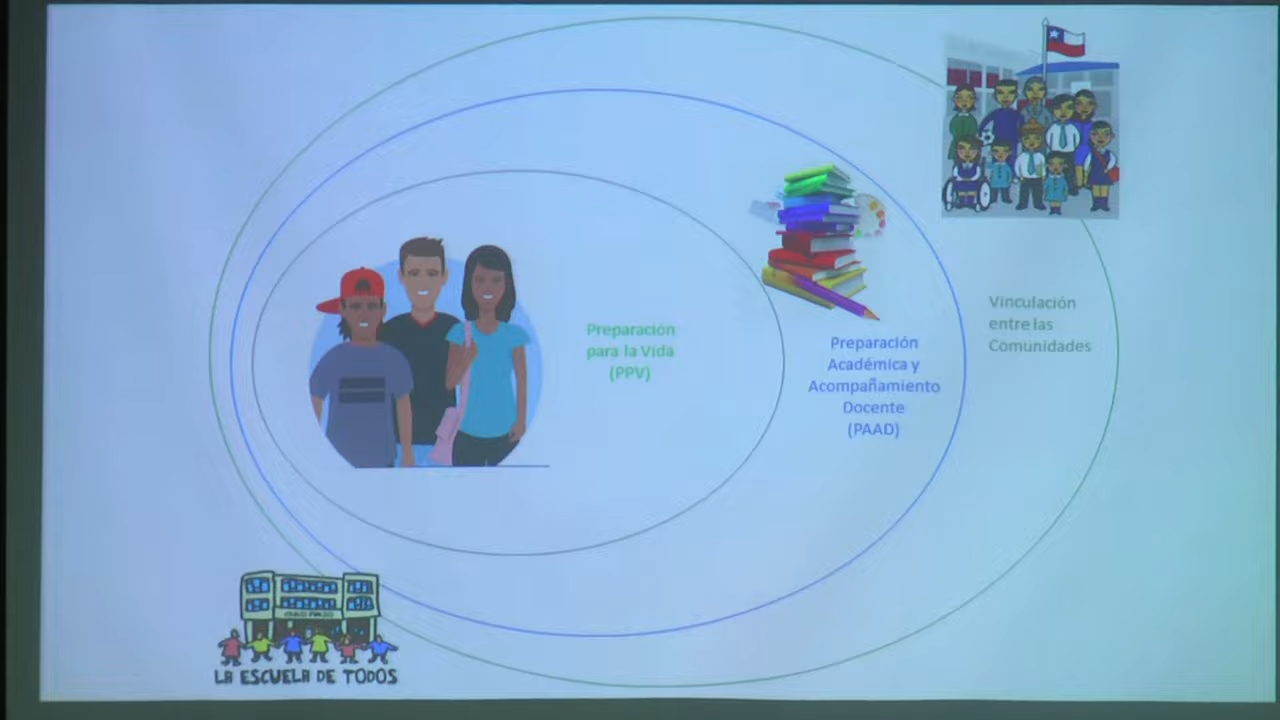 Preparación
para la Vida
(PPV)
Preparación
Académica y
Acompañamiento
Docente
(PAAD)
Vinculación
entre las
Comunidades
LA ESCUELA DE TODOS